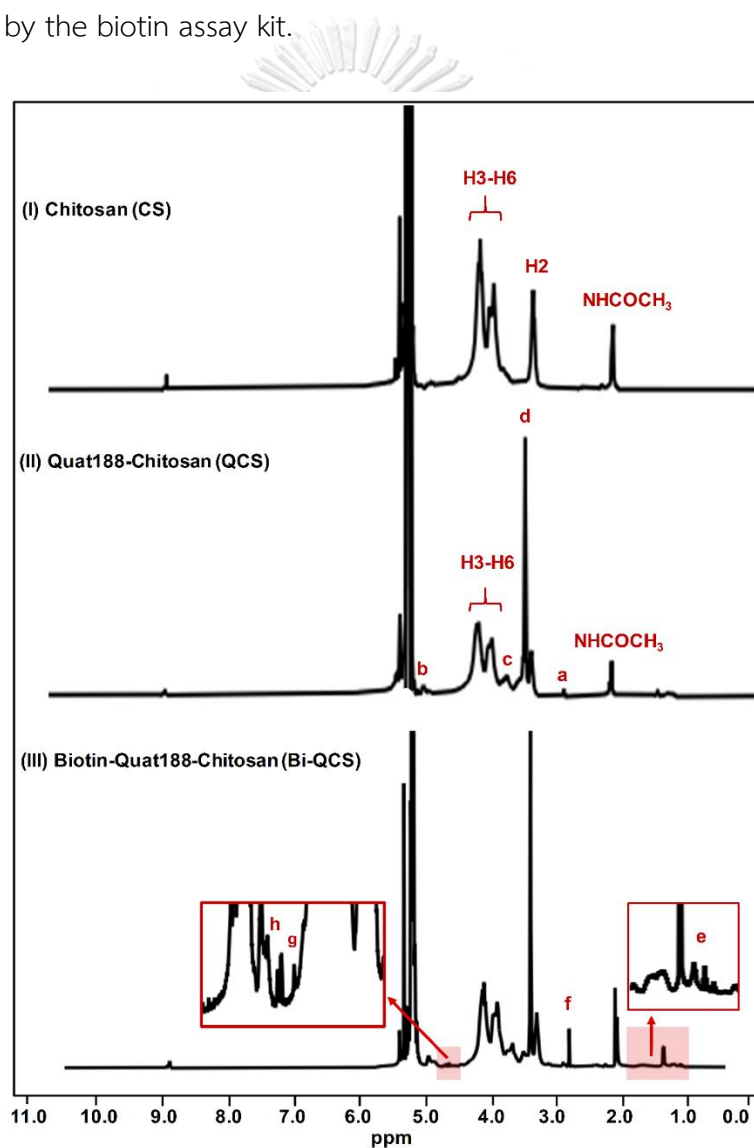 by the biotin assay kit.
(I) Chitosan (CS)
H3-H6
H2
NHCOCH₃
(II) Quat188-Chitosan (QCS)
d
H3-H6
NHCOCH₃
b
c
a
(III) Biotin-Quat188-Chitosan (Bi-QCS)
h
g
e
f
11.0 10.0 9.0 8.0 7.0 6.0 5.0 4.0 3.0 2.0 1.0 0.0
ppm